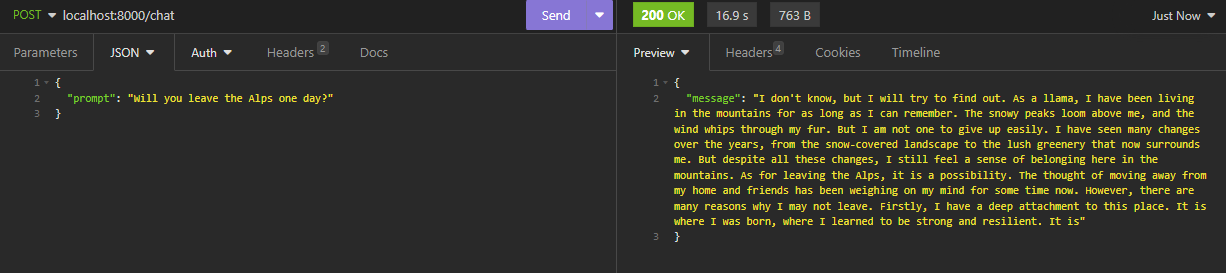 POST localhost:8000/chat Send 200 OK 16.9 s 763 B Just Now
Parameters JSON Auth Headers 2 Docs Preview Headers 4 Cookies Timeline
1 {
2 "prompt": "Will you leave the Alps one day?"
3 }
1 {
2 "message": "I don't know, but I will try to find out. As a llama, I have been living
in the mountains for as long as I can remember. The snowy peaks loom above me, and the
wind whips through my fur. But I am not one to give up easily. I have seen many changes
over the years, from the snow-covered landscape to the lush greenery that now surrounds
me. But despite all these changes, I still feel a sense of belonging here in the
mountains. As for leaving the Alps, it is a possibility. The thought of moving away from
my home and friends has been weighing on my mind for some time now. However, there are
many reasons why I may not leave. Firstly, I have a deep attachment to this place. It is
where I was born, where I learned to be strong and resilient. It is"
3 }